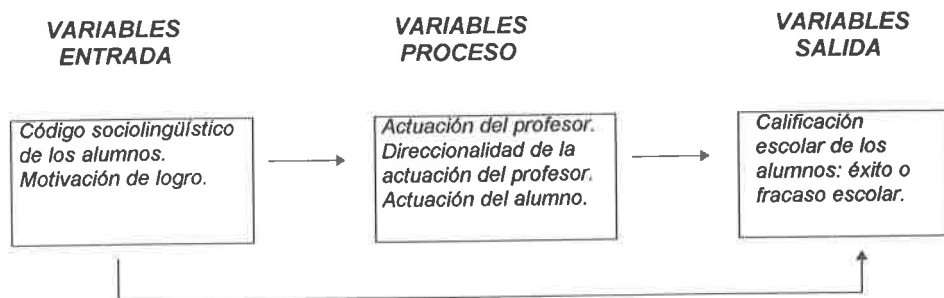 VARIABLES
ENTRADA
VARIABLES
PROCESO
VARIABLES
SALIDA
Código sociolingüístico
de los alumnos.
Motivación de logro.
Actuación del profesor.
Direccionalidad de la
actuación del profesor.
Actuación del alumno.
Calificación
escolar de los
alumnos: éxito o
fracaso escolar.